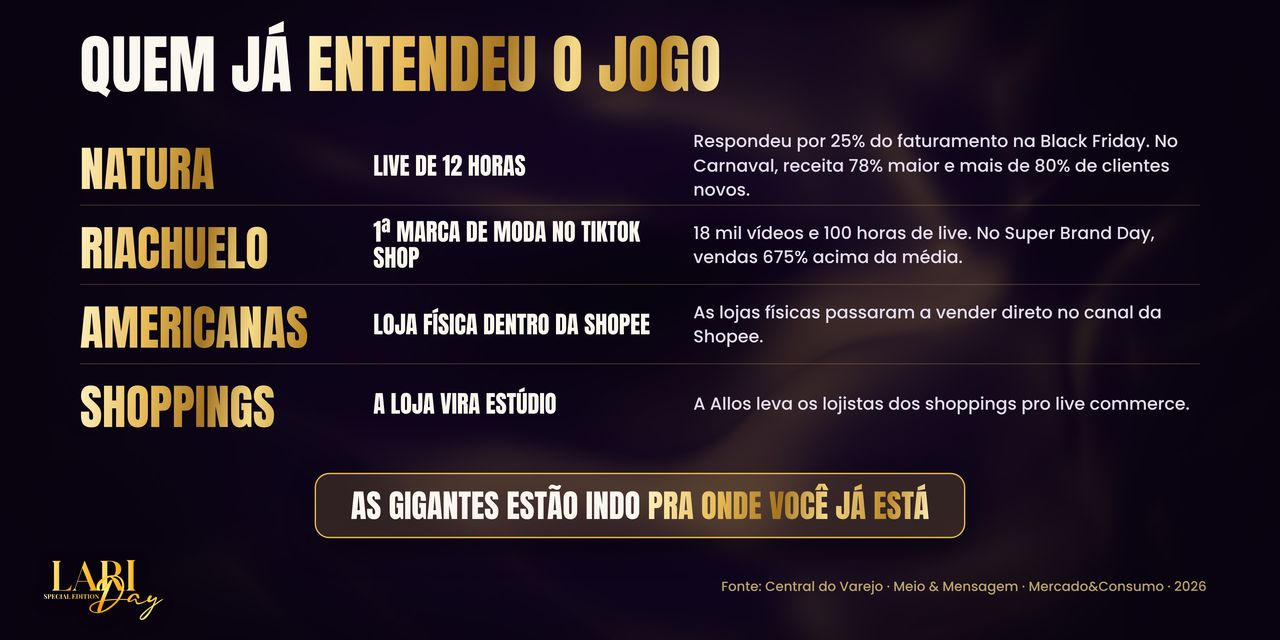 QUEM JÁ ENTENDEU O JOGO
NATURA
LIVE DE 12 HORAS
Respondeu por 25% do faturamento na Black Friday. No
Carnaval, receita 78% maior e mais de 80% de clientes
novos.
RIACHUELO
1ª MARCA DE MODA NO TIKTOK
SHOP
18 mil vídeos e 100 horas de live. No Super Brand Day,
vendas 675% acima da média.
AMERICANAS
LOJA FÍSICA DENTRO DA SHOPEE
As lojas físicas passaram a vender direto no canal da
Shopee.
SHOPPINGS
A LOJA VIRA ESTÚDIO
A Allos leva os lojistas dos shoppings pro live commerce.
AS GIGANTES ESTÃO INDO PRA ONDE VOCÊ JÁ ESTÁ
LABI
SPECIAL EDITION Day
Fonte: Central do Varejo · Meio & Mensagem · Mercado&Consumo · 2026